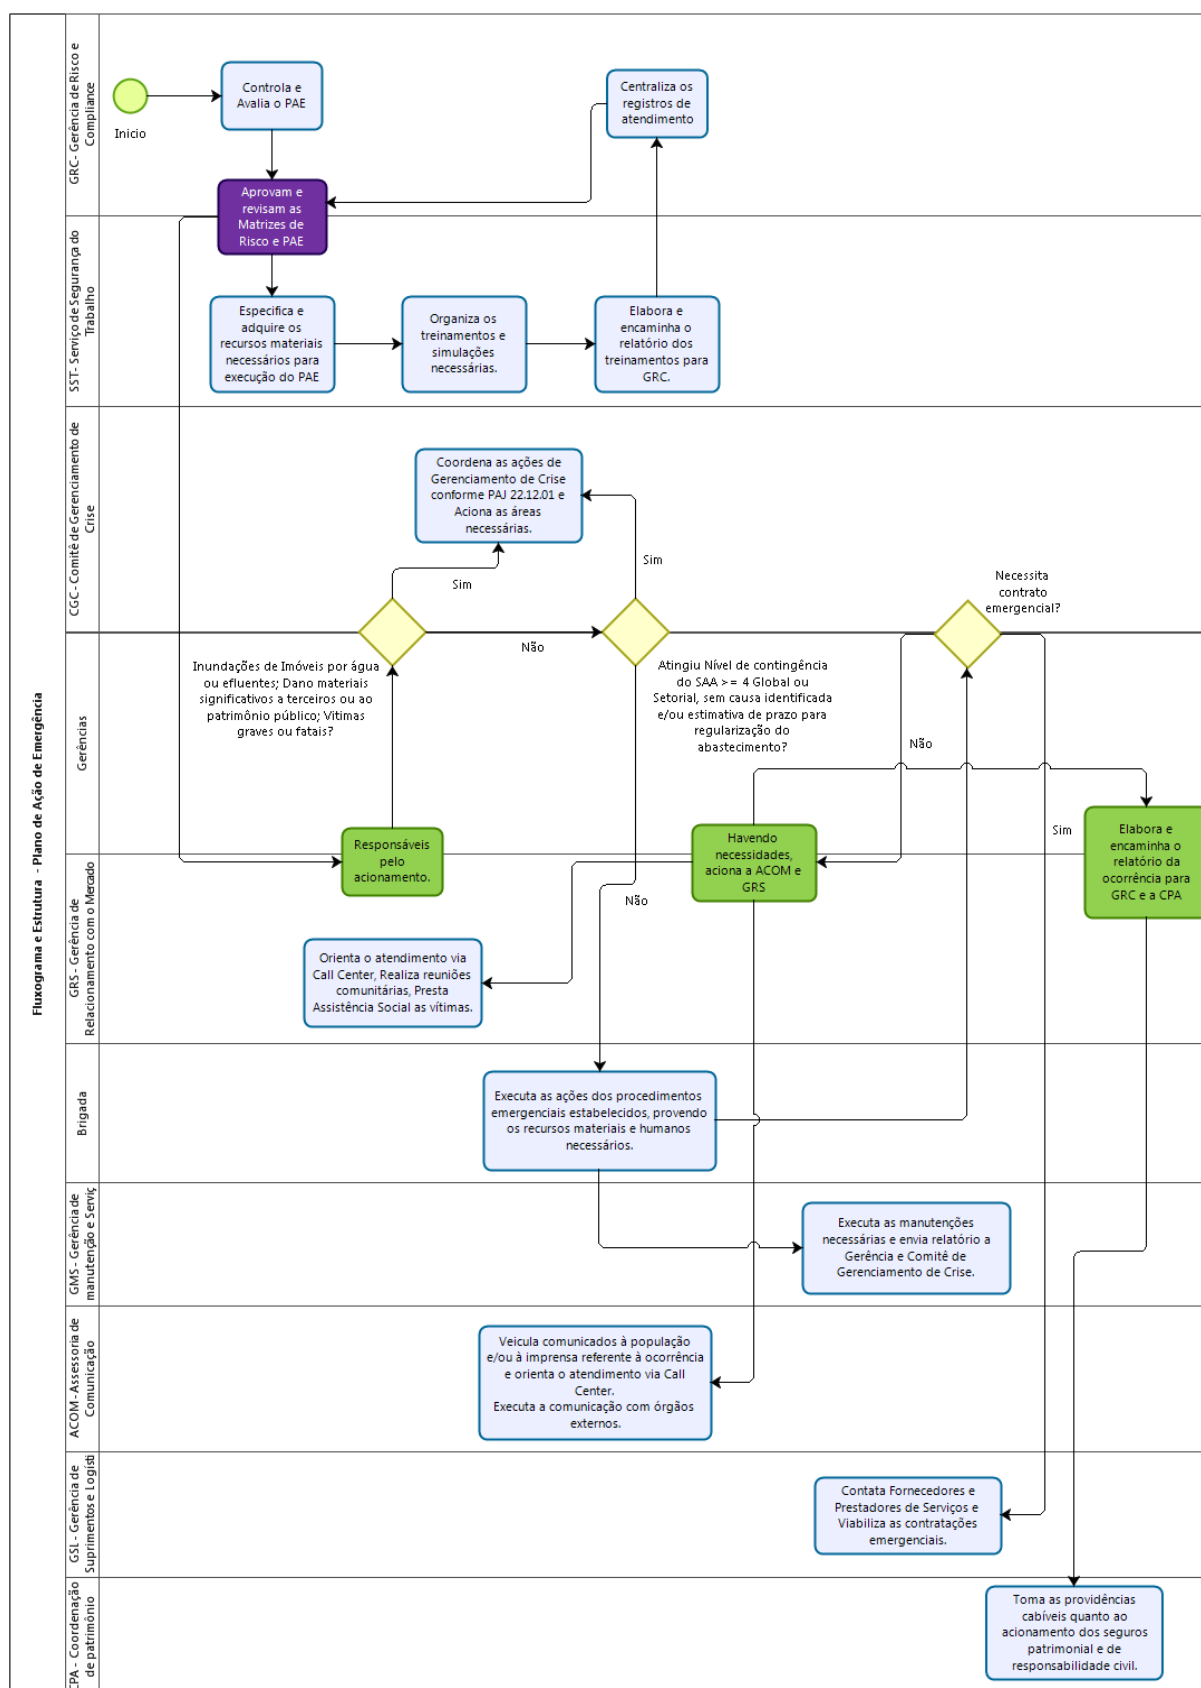 Fluxograma e Estrutura - Plano de Ação de Emergência
GRC- Gerência de Risco e
Compliance
Inicio
Controla e
Avalia o PAE
Centraliza os
registros de
atendimento
Aprovam e
revisam as
Matrizes de
Risco e PAE
SST- Serviço de Segurança do
Trabalho
Especifica e
adquire os
recursos materiais
necessários para
execução do PAE
Organiza os
treinamentos e
simulações
necessárias.
Elabora e
encaminha o
relatório dos
treinamentos para
GRC.
CGC - Comitê de Gerenciamento de
Crise
Coordena as ações de
Gerenciamento de Crise
conforme PAJ 22.12.01 e
Aciona as áreas
necessárias.
Sim
Sim
Necessita
contrato
emergencial?
Gerências
Não
Inundações de Imóveis por água
ou efluentes; Dano materiais
significativos a terceiros ou ao
patrimônio público; Vitimas
graves ou fatais?
Atingiu Nível de contingência
do SAA >= 4 Global ou
Setorial, sem causa identificada
e/ou estimativa de prazo para
regularização do
abastecimento?
Não
Sim
Responsáveis
pelo
acionamento.
Havendo
necessidades,
aciona a ACOM e
GRS
Elabora e
encaminha o
relatório da
ocorrência para
GRC e a CPA
Não
GRS - Gerência de
Relacionamento com o Mercado
Orienta o atendimento via
Call Center, Realiza reuniões
comunitárias, Presta
Assistência Social as vítimas.
Brigada
Executa as ações dos procedimentos
emergenciais estabelecidos, provendo
os recursos materiais e humanos
necessários.
GMS - Gerência de
manutenção e Serviç
Executa as manutenções
necessárias e envia relatório a
Gerência e Comitê de
Gerenciamento de Crise.
ACOM - Assessoria de
Comunicação
Veicula comunicados à população
e/ou à imprensa referente à ocorrência
e orienta o atendimento via Call
Center.
Executa a comunicação com órgãos
externos.
GSL - Gerência de
Suprimentos e Logísti
Contata Fornecedores e
Prestadores de Serviços e
Viabiliza as contratações
emergenciais.
CPA - Coordenação
de patrimônio
Toma as providências
cabíveis quanto ao
acionamento dos seguros
patrimonial e de
responsabilidade civil.